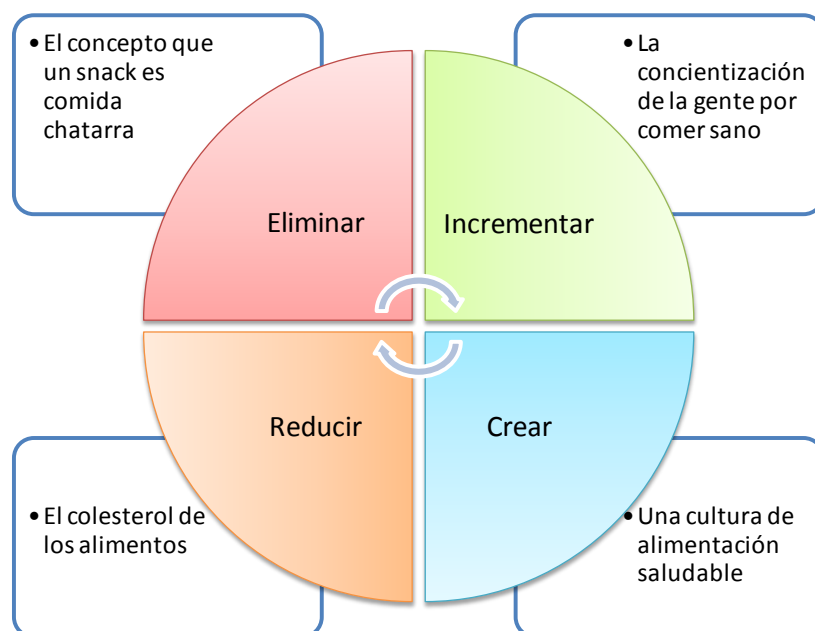 • El concepto que
un snack es
comida
chatarra
• La
concientización
de la gente por
comer sano
Eliminar
Incrementar
Reducir
Crear
• El colesterol de
los alimentos
• Una cultura de
alimentación
saludable